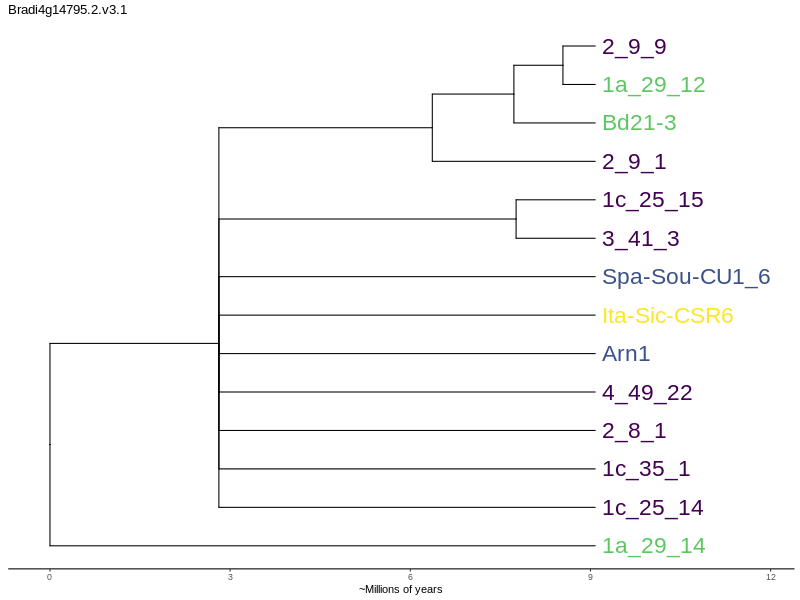 Bradi4g14795.2.v3.1
2_9_9
1a_29_12
Bd21-3
2_9_1
1c_25_15
3_41_3
Spa-Sou-CU1_6
Ita-Sic-CSR6
Arn1
4_49_22
2_8_1
1c_35_1
1c_25_14
1a_29_14
0 3 6 9 12
~Millions of years